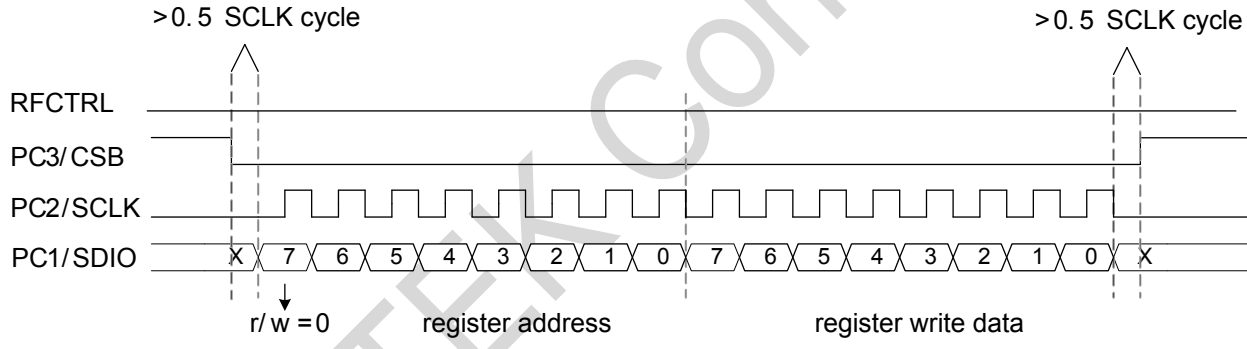 >0.5 SCLK cycle >0.5 SCLK cycle
RFCTRL
PC3/CSB
PC2/SCLK
PC1/SDIO X 7 6 5 4 3 2 1 0 7 6 5 4 3 2 1 0 X
r/w=0 register address register write data